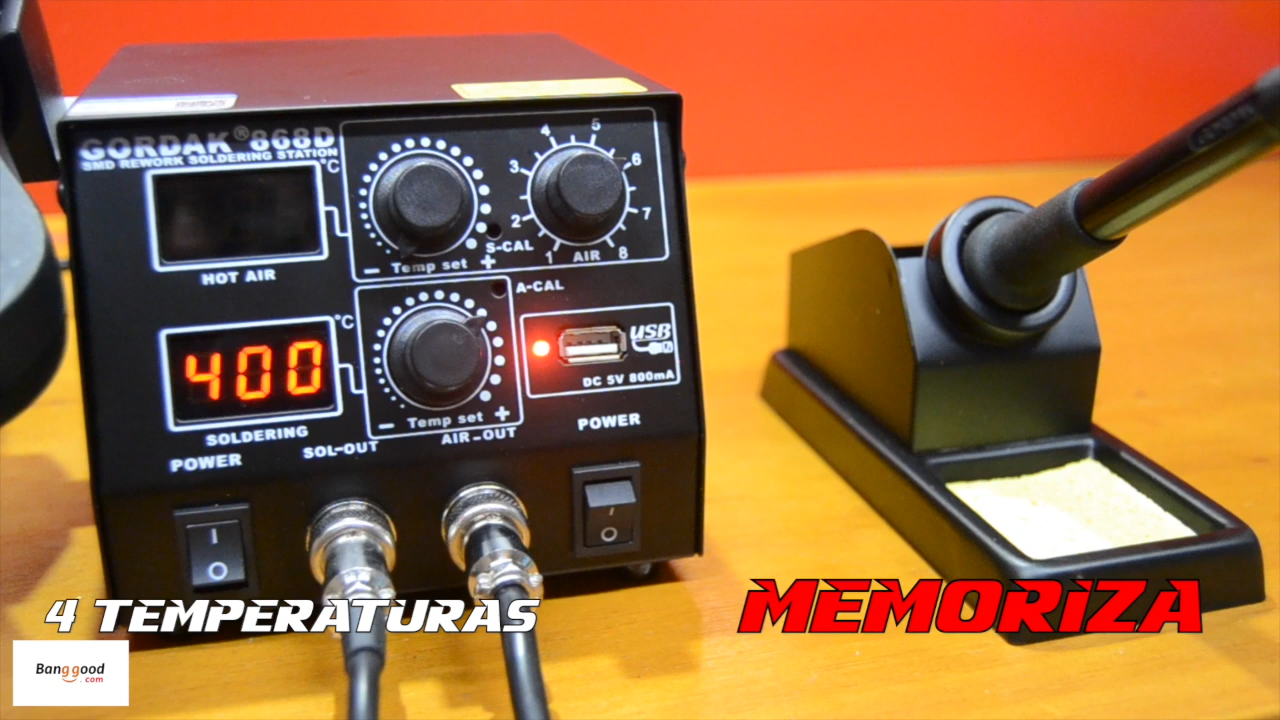 GORDAK® 868D
SMD REWORK SOLDERING STATION
°C
HOT AIR
Temp set
S-CAL
1 2 3 4 5 6 7 8
AIR
A-CAL
°C
400
SOLDERING
Temp set
USB
DC 5V 800mA
POWER
SOL-OUT
AIR-OUT
POWER
4 TEMPERATURAS
MEMORIZA
Banggood
.com